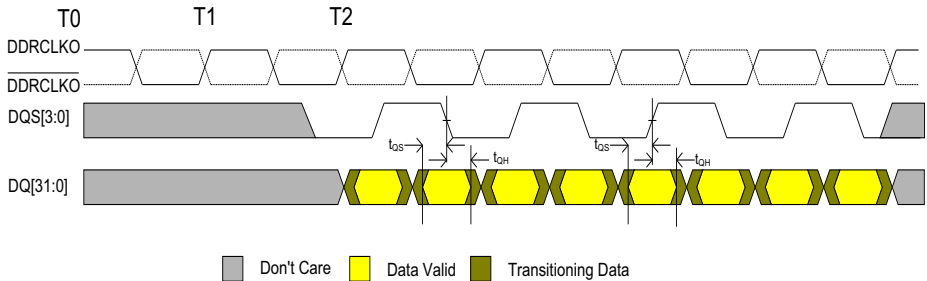 T0 T1 T2
DDRCLKO
DDRCLKO
DQS[3:0]
tQS tQH tQS tQH
DQ[31:0]
Don't Care Data Valid Transitioning Data